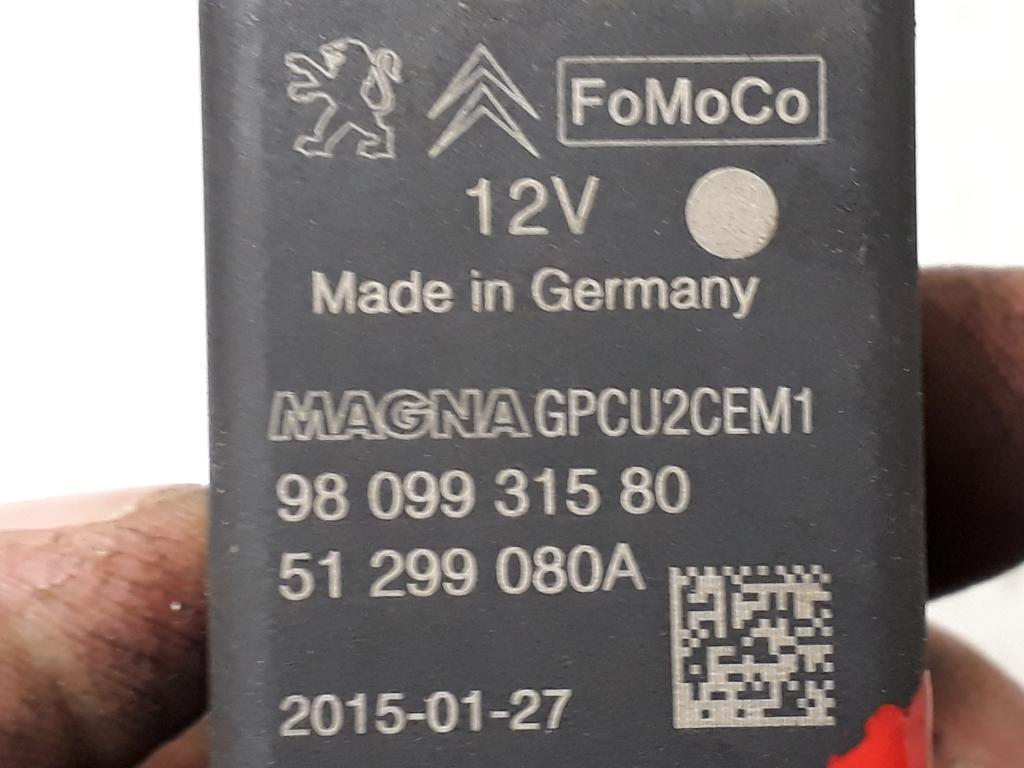 FoMoCo
12V
Made in Germany
MAGNA GPCU2CEM1
98 099 315 80
51 299 080A
2015-01-27